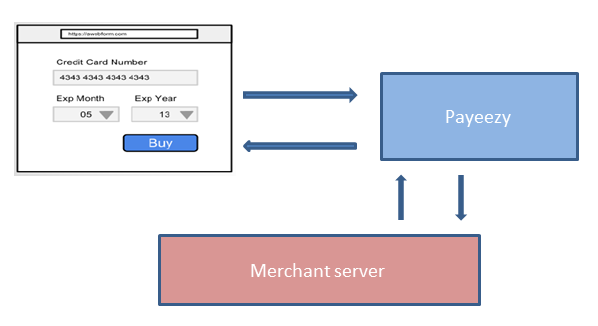 https://awebform.com
Credit Card Number
4343 4343 4343 4343
Exp Month Exp Year
05 13
Buy
Payeezy
Merchant server